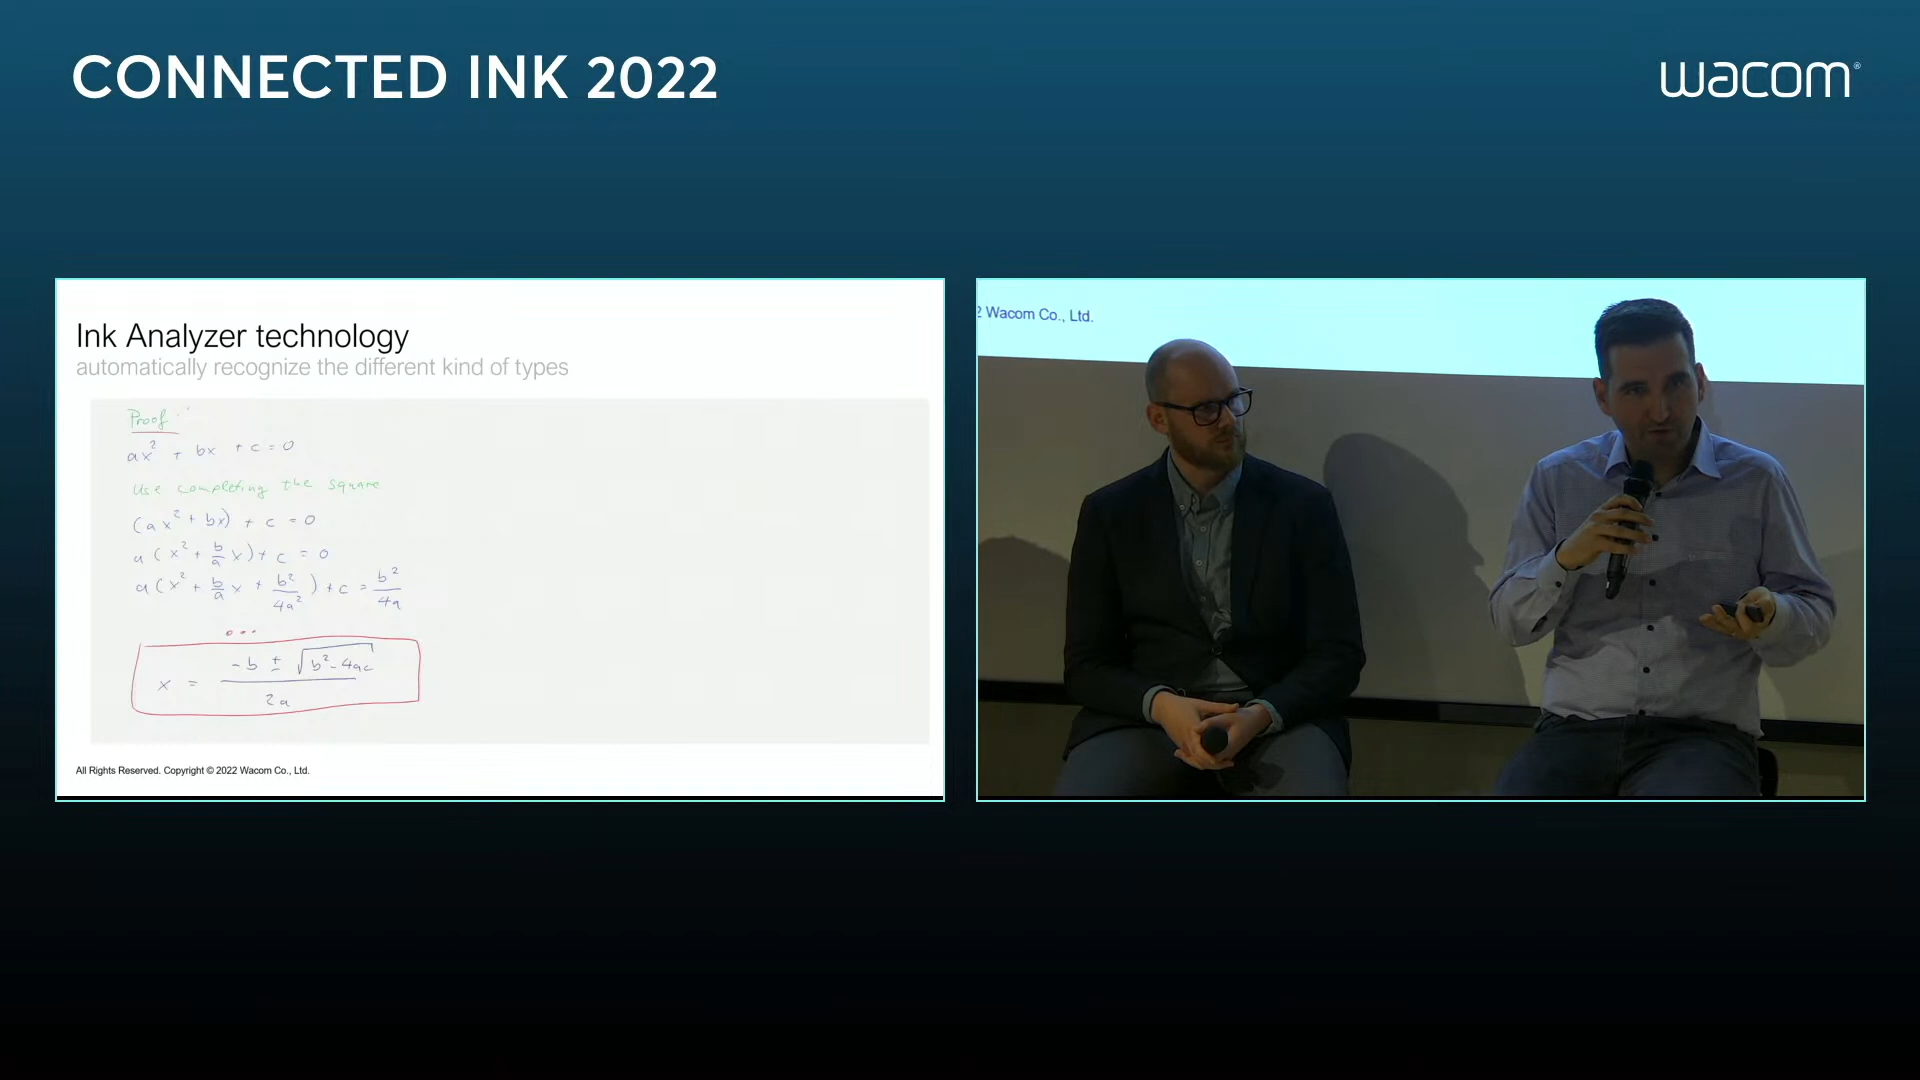 CONNECTED INK 2022
wacom®
Ink Analyzer technology
automatically recognize the different kind of types
Proof
ax² + bx + c = 0
Use completing the square
(ax² + bx) + c = 0
a(x² + b/a x) + c = 0
a(x² + b/a x + b²/4a²) + c = b²/4a
...
x = -b ± √b²-4ac / 2a
All Rights Reserved. Copyright © 2022 Wacom Co., Ltd.
2 Wacom Co., Ltd.